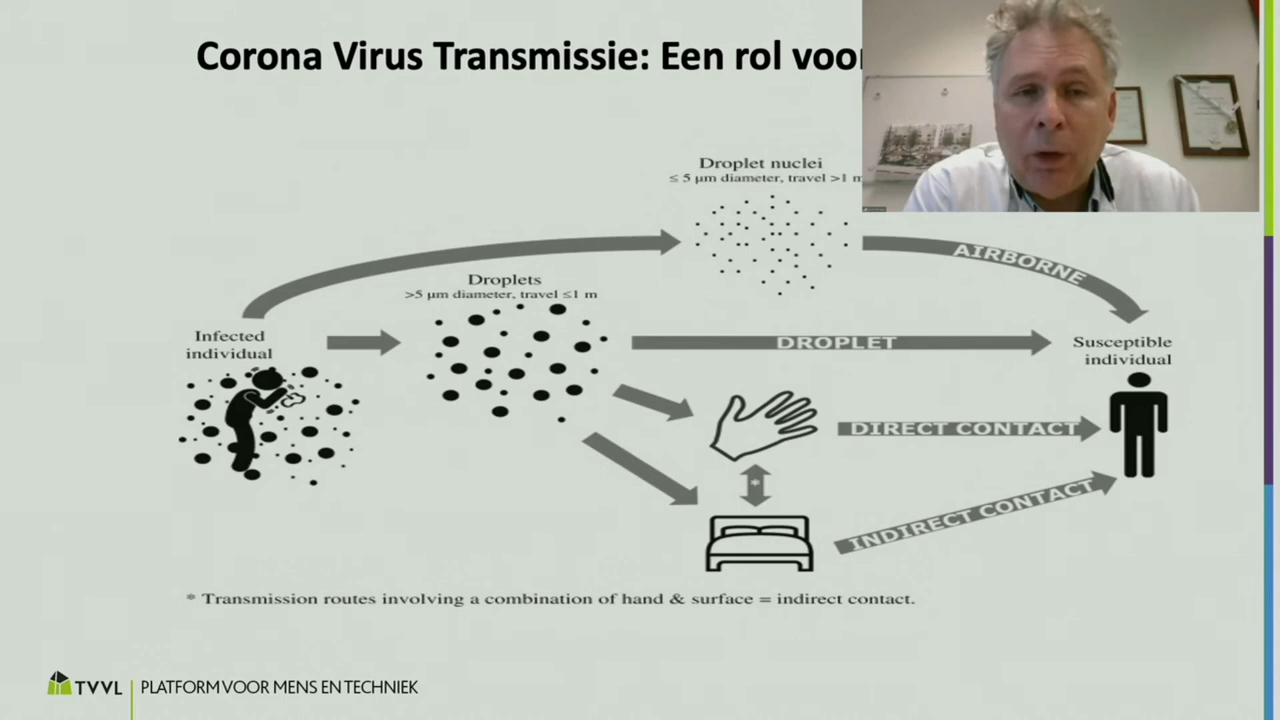 Corona Virus Transmissie: Een rol voor
Droplet nuclei
≤ 5 μm diameter, travel >1 m
AIRBORNE
Droplets
>5 μm diameter, travel ≤1 m
Infected
individual
DROPLET
Susceptible
individual
DIRECT CONTACT
*
INDIRECT CONTACT
* Transmission routes involving a combination of hand & surface = indirect contact.
TVVL
PLATFORM VOOR MENS EN TECHNIEK